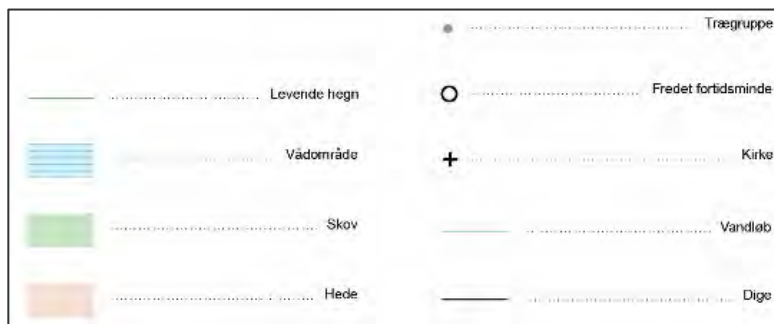 Levende hegn
Vådområde
Skov
Hede
Trægruppe
Fredet fortidsminde
Kirke
Vandløb
Dige